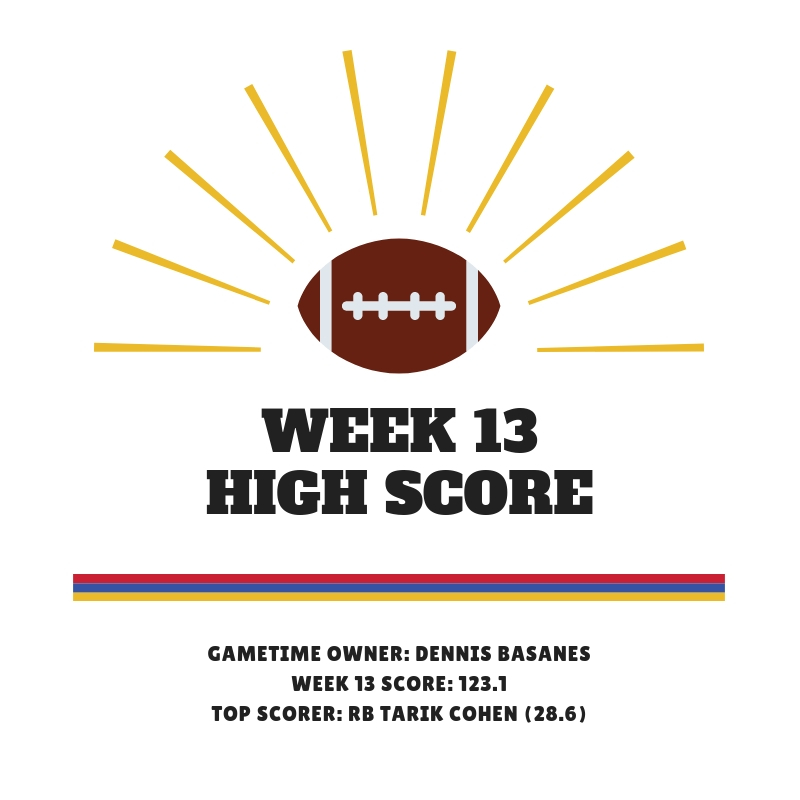 WEEK 13
HIGH SCORE
GAMETIME OWNER: DENNIS BASANES
WEEK 13 SCORE: 123.1
TOP SCORER: RB TARIK COHEN (28.6)